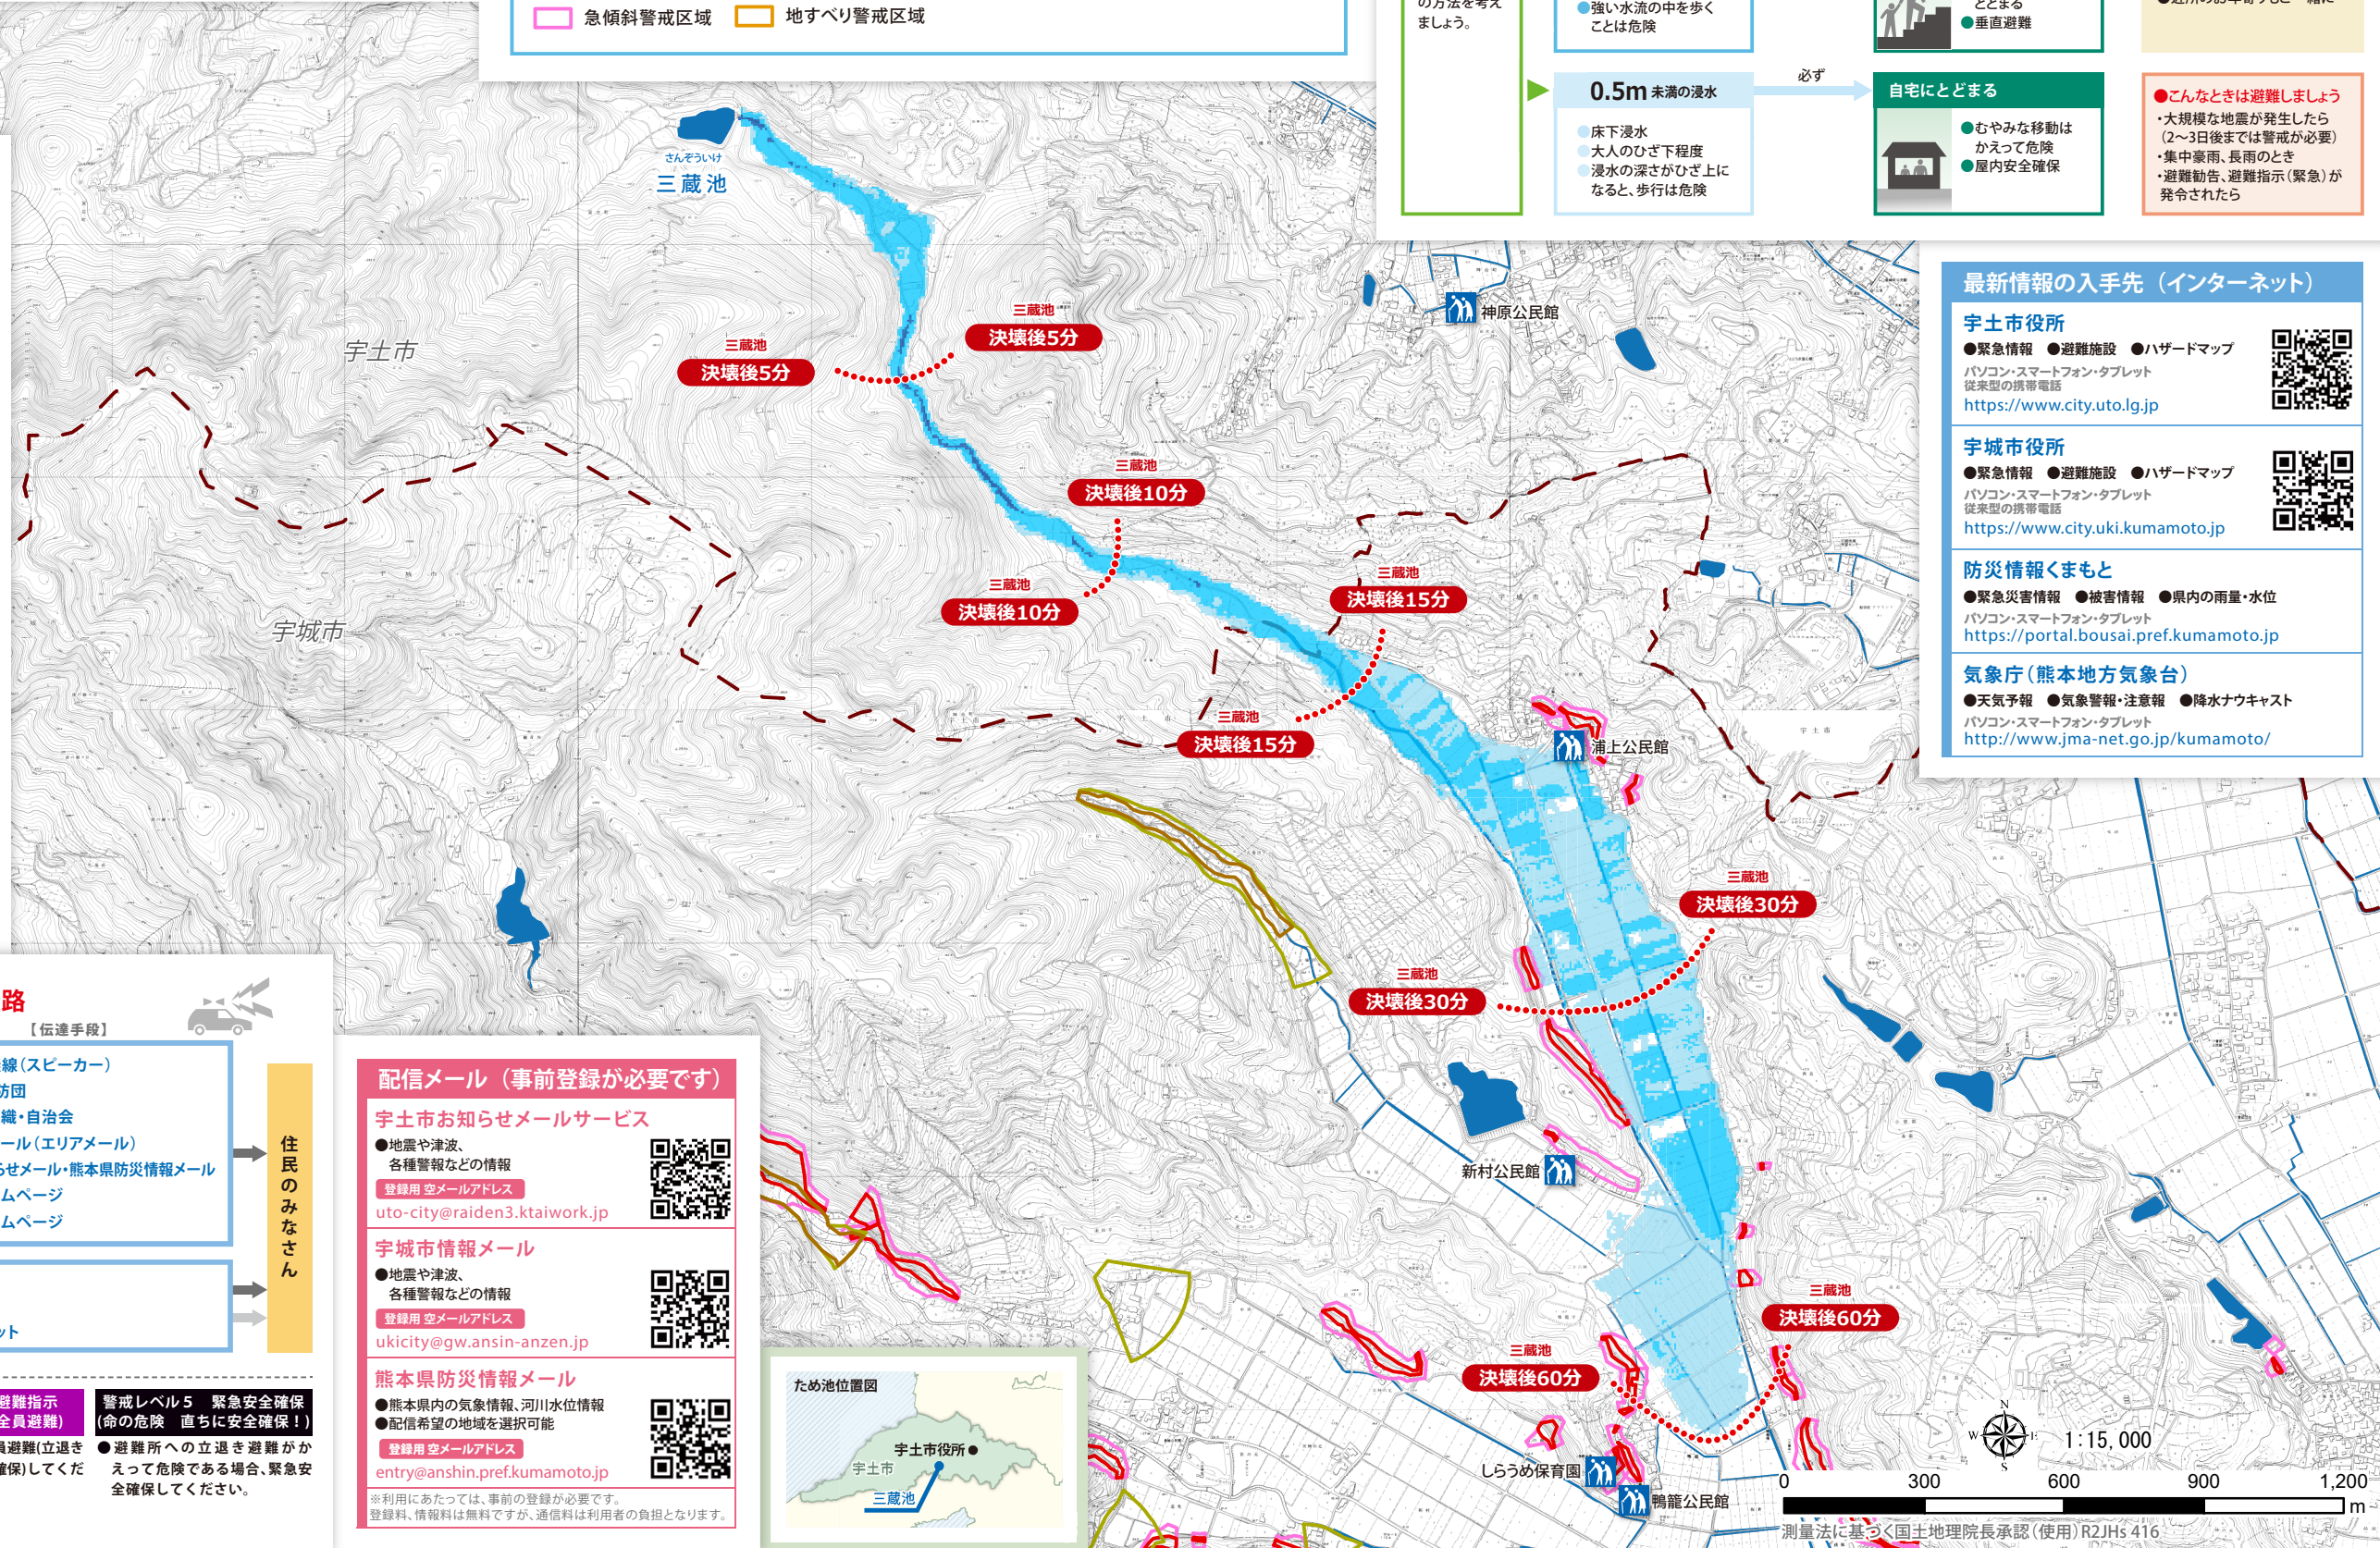 急傾斜警戒区域
地すべり警戒区域
ましょう。
●強い水流の中を歩く
ことは危険
とどまる
●垂直避難
0.5m 未満の浸水
●床下浸水
●大人のひざ下程度
●浸水の深さがひざ上に
なると、歩行は危険
必ず
自宅にとどまる
●むやみな移動は
かえって危険
●屋内安全確保
●こんなときは避難しましょう
・大規模な地震が発生したら
（2〜3日後までは警戒が必要）
・集中豪雨、長雨のとき
・避難勧告、避難指示（緊急）が
発令されたら
最新情報の入手先（インターネット）
宇土市役所
●緊急情報 ●避難施設 ●ハザードマップ
パソコン・スマートフォン・タブレット
従来型の携帯電話
https://www.city.uto.lg.jp
宇城市役所
●緊急情報 ●避難施設 ●ハザードマップ
パソコン・スマートフォン・タブレット
従来型の携帯電話
https://www.city.uki.kumamoto.jp
防災情報くまもと
●緊急災害情報 ●被害情報 ●県内の雨量・水位
パソコン・スマートフォン・タブレット
https://portal.bousai.pref.kumamoto.jp
気象庁（熊本地方気象台）
●天気予報 ●気象警報・注意報 ●降水ナウキャスト
パソコン・スマートフォン・タブレット
http://www.jma-net.go.jp/kumamoto/
さんぞういけ
三蔵池
宇土市
宇城市
三蔵池
決壊後5分
三蔵池
決壊後5分
神原公民館
三蔵池
決壊後10分
三蔵池
決壊後10分
三蔵池
決壊後15分
三蔵池
決壊後15分
浦上公民館
三蔵池
決壊後30分
三蔵池
決壊後30分
新村公民館
三蔵池
決壊後60分
三蔵池
決壊後60分
しらうめ保育園
鴨籠公民館
路
【伝達手段】
線（スピーカー）
防団
織・自治会
ール（エリアメール）
らせメール・熊本県防災情報メール
ムページ
ムページ
ット
住民のみなさん
避難指示
全員避難)
警戒レベル５ 緊急安全確保
(命の危険 直ちに安全確保！)
員避難(立退き
確保)してくだ
●避難所への立退き避難がか
えって危険である場合、緊急安
全確保してください。
配信メール（事前登録が必要です）
宇土市お知らせメールサービス
●地震や津波、
各種警報などの情報
登録用 空メールアドレス
uto-city@raiden3.ktaiwork.jp
宇城市情報メール
●地震や津波、
各種警報などの情報
登録用 空メールアドレス
ukicity@gw.ansin-anzen.jp
熊本県防災情報メール
●熊本県内の気象情報、河川水位情報
●配信希望の地域を選択可能
登録用 空メールアドレス
entry@anshin.pref.kumamoto.jp
※利用にあたっては、事前の登録が必要です。
登録料、情報料は無料ですが、通信料は利用者の負担となります。
ため池位置図
宇土市役所
宇土市
三蔵池
N
W
E
S
1:15,000
0 300 600 900 1,200
m
測量法に基づく国土地理院長承認（使用）R2JHs 416